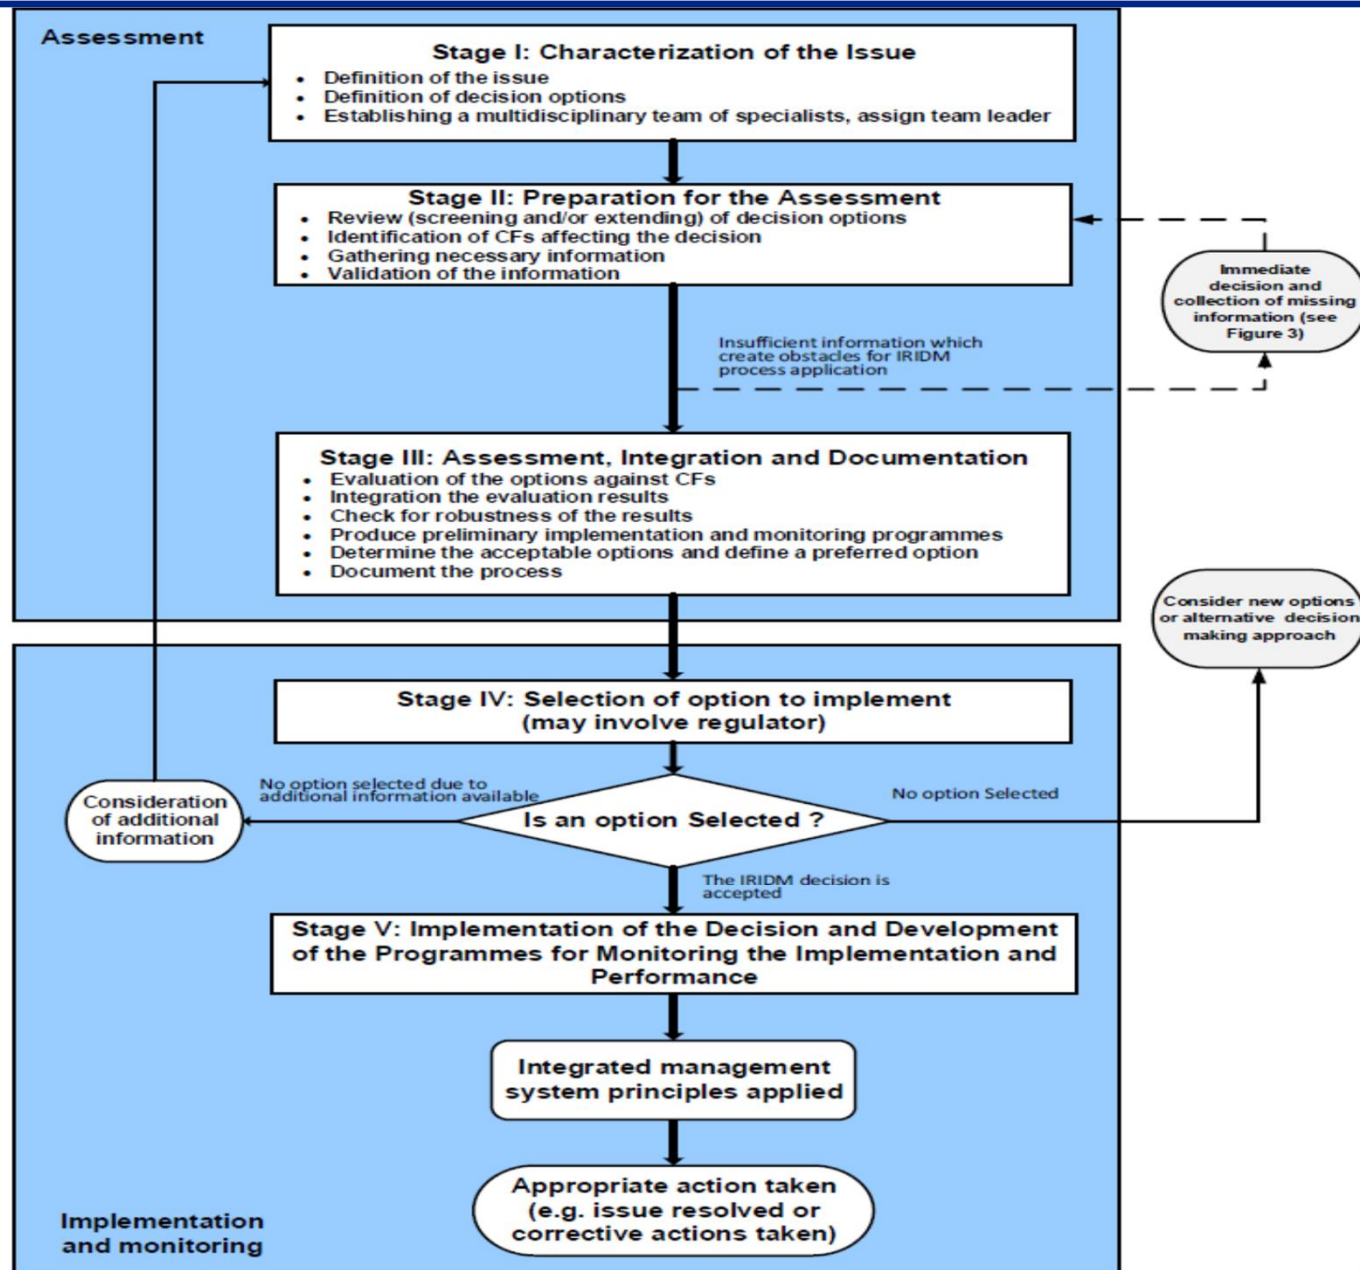 Assessment
Stage I: Characterization of the Issue
• Definition of the issue
• Definition of decision options
• Establishing a multidisciplinary team of specialists, assign team leader
Stage II: Preparation for the Assessment
• Review (screening and/or extending) of decision options
• Identification of CFs affecting the decision
• Gathering necessary information
• Validation of the information
Immediate
decision and
collection of missing
information (see
Figure 3)
Insufficient information which
create obstacles for IRIDM
process application
Stage III: Assessment, Integration and Documentation
• Evaluation of the options against CFs
• Integration the evaluation results
• Check for robustness of the results
• Produce preliminary implementation and monitoring programmes
• Determine the acceptable options and define a preferred option
• Document the process
Consider new options
or alternative decision
making approach
Stage IV: Selection of option to implement
(may involve regulator)
No option selected due to
additional information available
No option Selected
Consideration
of additional
information
Is an option Selected ?
The IRIDM decision is
accepted
Stage V: Implementation of the Decision and Development
of the Programmes for Monitoring the Implementation and
Performance
Integrated management
system principles applied
Appropriate action taken
(e.g. issue resolved or
corrective actions taken)
Implementation
and monitoring